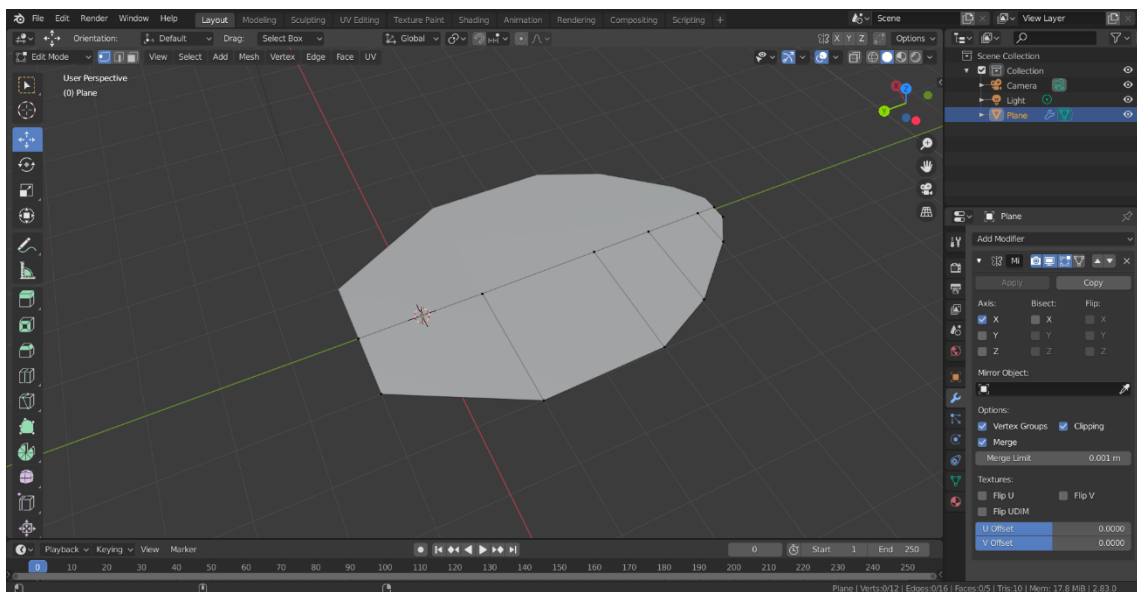 File Edit Render Window Help Layout Modeling Sculpting UV Editing Texture Paint Shading Animation Rendering Compositing Scripting + Scene View Layer
Orientation: Default Drag: Select Box Global X Y Z Options
Edit Mode View Select Add Mesh Vertex Edge Face UV
User Perspective
(0) Plane
Z
Y
Scene Collection
Collection
Camera
Light
Plane
Plane
Add Modifier
Mi
Apply Copy
Axis: Bisect: Flip:
X X X
Y Y Y
Z Z Z
Mirror Object:
Options:
Vertex Groups Clipping
Merge
Merge Limit 0.001 m
Textures:
Flip U Flip V
Flip UDIM
U Offset 0.0000
V Offset 0.0000
Playback Keying View Marker 0 Start 1 End 250
0 10 20 30 40 50 60 70 80 90 100 110 120 130 140 150 160 170 180 190 200 210 220 230 240 250
Plane | Verts:0/12 | Edges:0/16 | Faces:0/5 | Tris:10 | Mem: 17.8 MiB | 2.83.0